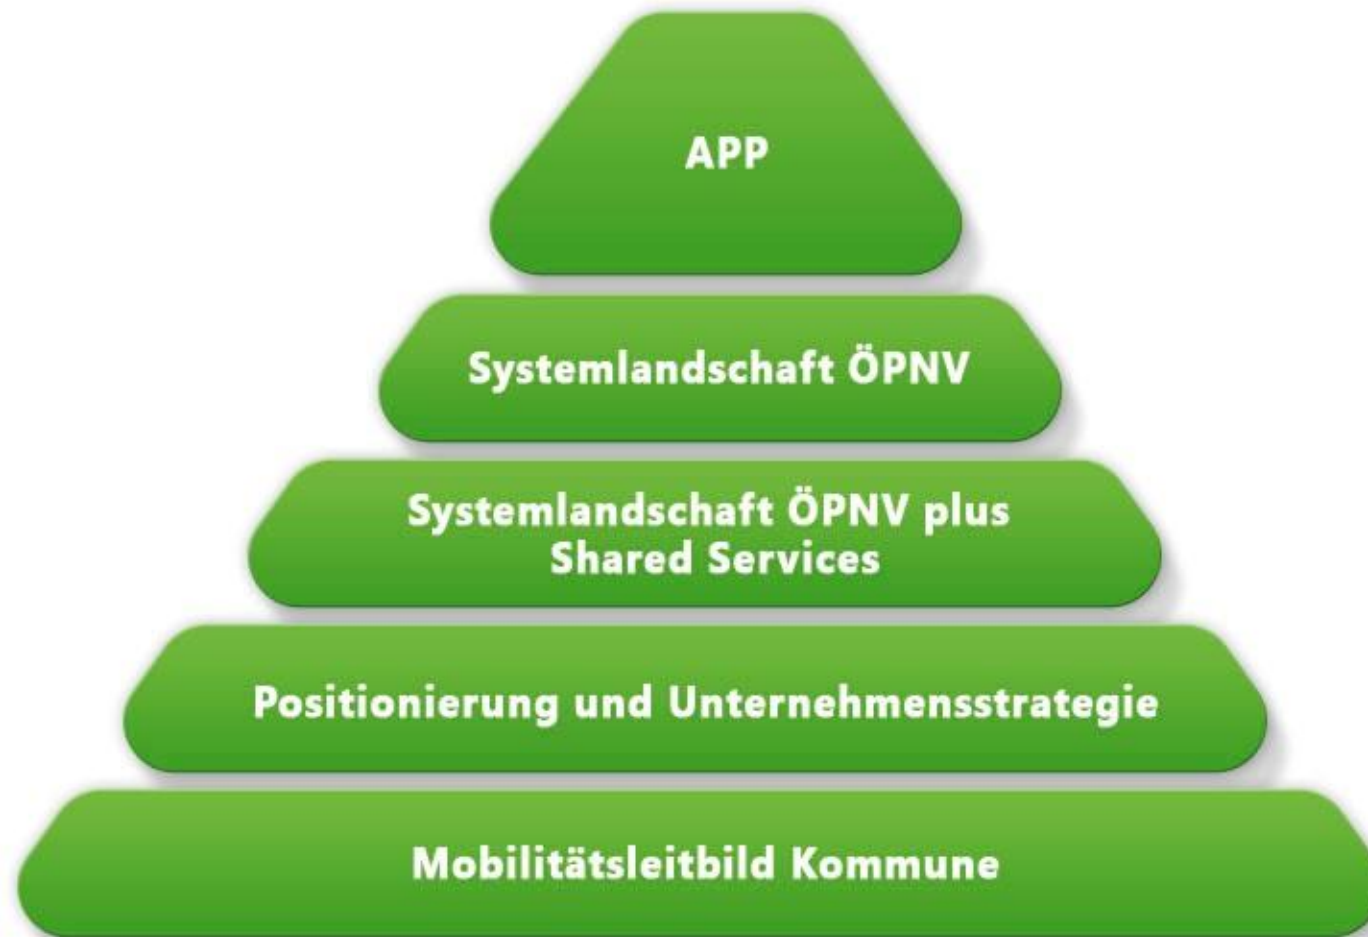 APP
Systemlandschaft ÖPNV
Systemlandschaft ÖPNV plus
Shared Services
Positionierung und Unternehmensstrategie
Mobilitätsleitbild Kommune